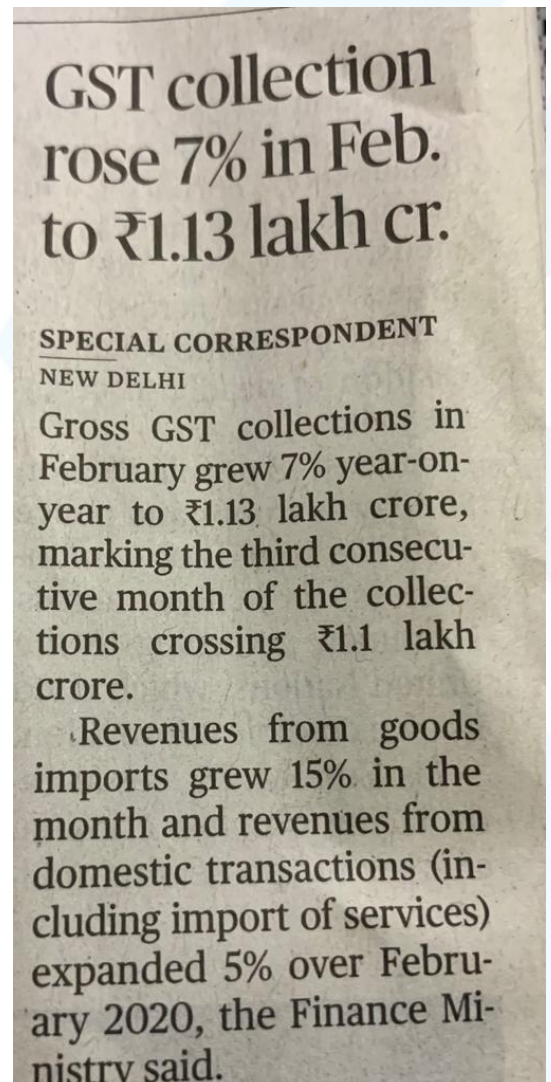 GST collection
rose 7% in Feb.
to ₹1.13 lakh cr.
SPECIAL CORRESPONDENT
NEW DELHI
Gross GST collections in
February grew 7% year-on-
year to ₹1.13 lakh crore,
marking the third consecu-
tive month of the collec-
tions crossing ₹1.1 lakh
crore.
Revenues from goods
imports grew 15% in the
month and revenues from
domestic transactions (in-
cluding import of services)
expanded 5% over Febru-
ary 2020, the Finance Mi-
nistry said.